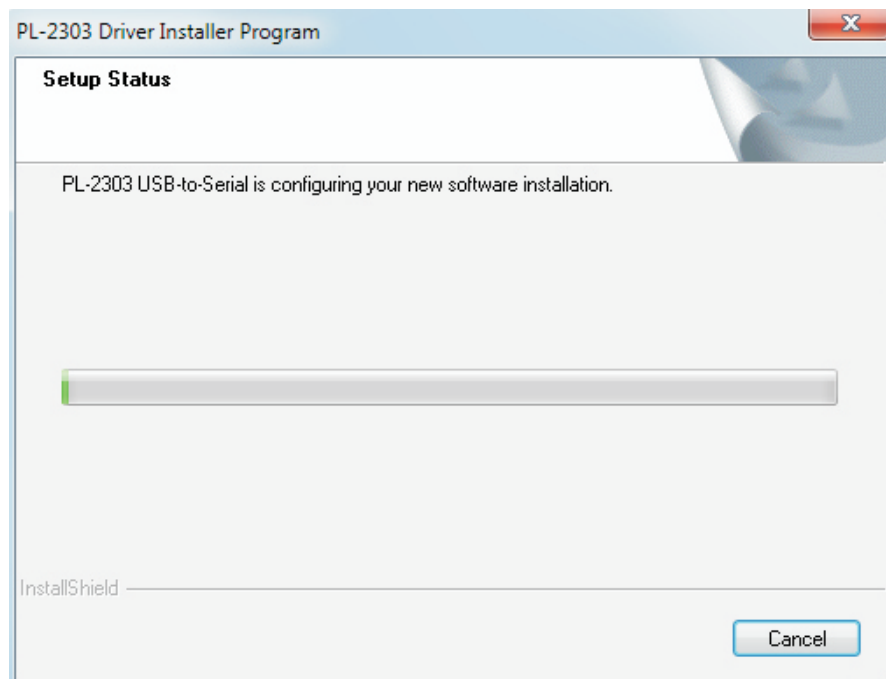 PL-2303 Driver Installer Program
Setup Status
PL-2303 USB-to-Serial is configuring your new software installation.
InstallShield
Cancel